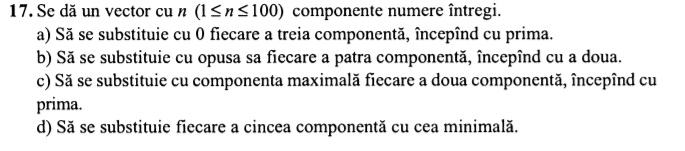 17. Se dă un vector cu n (1 ≤ n ≤ 100) componente numere întregi.
a) Să se substituie cu 0 fiecare a treia componentă, începînd cu prima.
b) Să se substituie cu opusa sa fiecare a patra componentă, începînd cu a doua.
c) Să se substituie cu componenta maximală fiecare a doua componentă, începînd cu
prima.
d) Să se substituie fiecare a cincea componentă cu cea minimală.